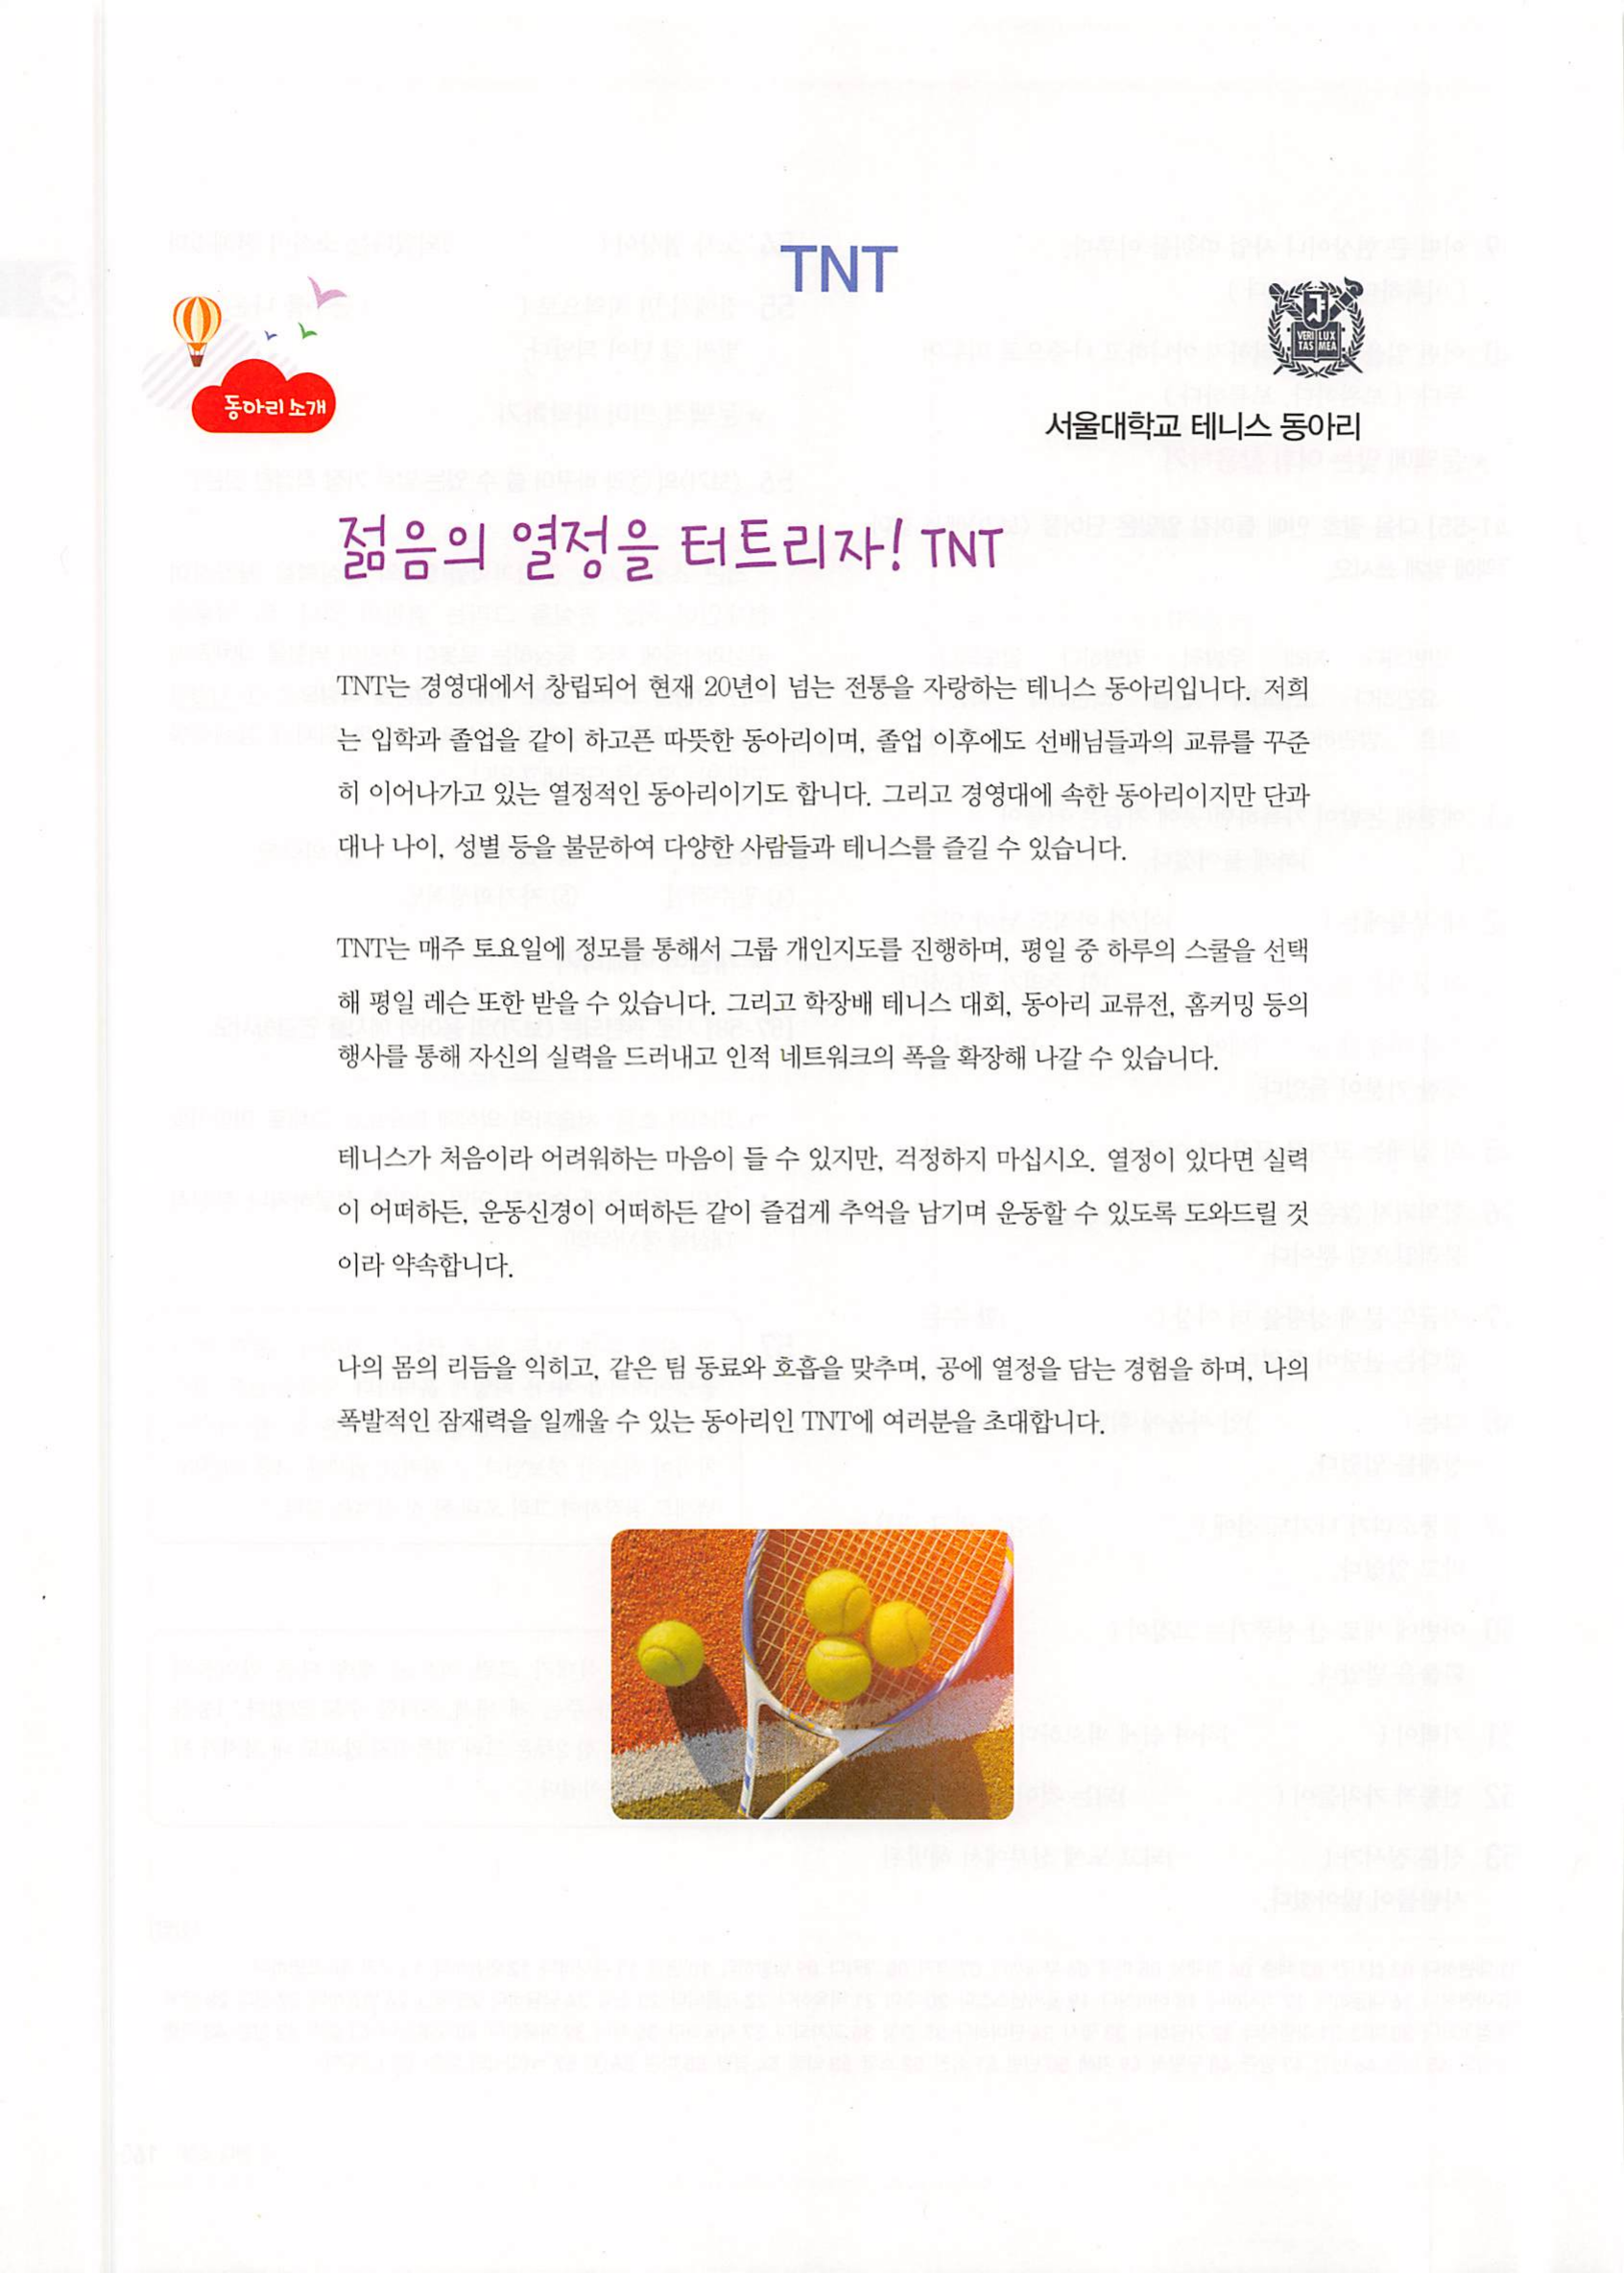 TNT
동아리 소개
VERI LUX
TAS MEA
서울대학교 테니스 동아리
젊음의 열정을 터트리자! TNT
TNT는 경영대에서 창립되어 현재 20년이 넘는 전통을 자랑하는 테니스 동아리입니다. 저희
는 입학과 졸업을 같이 하고픈 따뜻한 동아리이며, 졸업 이후에도 선배님들과의 교류를 꾸준
히 이어나가고 있는 열정적인 동아리이기도 합니다. 그리고 경영대에 속한 동아리이지만 단과
대나 나이, 성별 등을 불문하여 다양한 사람들과 테니스를 즐길 수 있습니다.
TNT는 매주 토요일에 정모를 통해서 그룹 개인지도를 진행하며, 평일 중 하루의 스쿨을 선택
해 평일 레슨 또한 받을 수 있습니다. 그리고 학장배 테니스 대회, 동아리 교류전, 홈커밍 등의
행사를 통해 자신의 실력을 드러내고 인적 네트워크의 폭을 확장해 나갈 수 있습니다.
테니스가 처음이라 어려워하는 마음이 들 수 있지만, 걱정하지 마십시오. 열정이 있다면 실력
이 어떠하든, 운동신경이 어떠하든 같이 즐겁게 추억을 남기며 운동할 수 있도록 도와드릴 것
이라 약속합니다.
나의 몸의 리듬을 익히고, 같은 팀 동료와 호흡을 맞추며, 공에 열정을 담는 경험을 하며, 나의
폭발적인 잠재력을 일깨울 수 있는 동아리인 TNT에 여러분을 초대합니다.